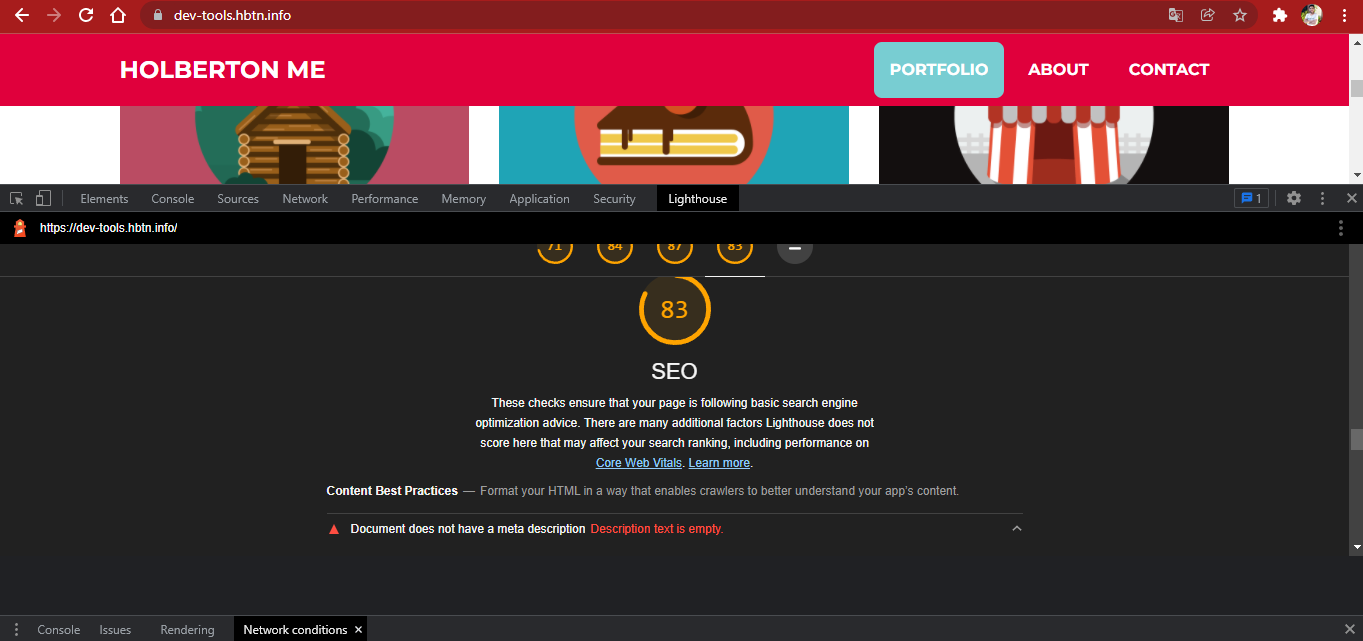 dev-tools.hbtn.info
HOLBERTON ME
PORTFOLIO ABOUT CONTACT
Elements Console Sources Network Performance Memory Application Security Lighthouse 1
https://dev-tools.hbtn.info/
71 84 87 83
83
SEO
These checks ensure that your page is following basic search engine
optimization advice. There are many additional factors Lighthouse does not
score here that may affect your search ranking, including performance on
Core Web Vitals. Learn more.
Content Best Practices — Format your HTML in a way that enables crawlers to better understand your app's content.
Document does not have a meta description Description text is empty.
Console Issues Rendering Network conditions